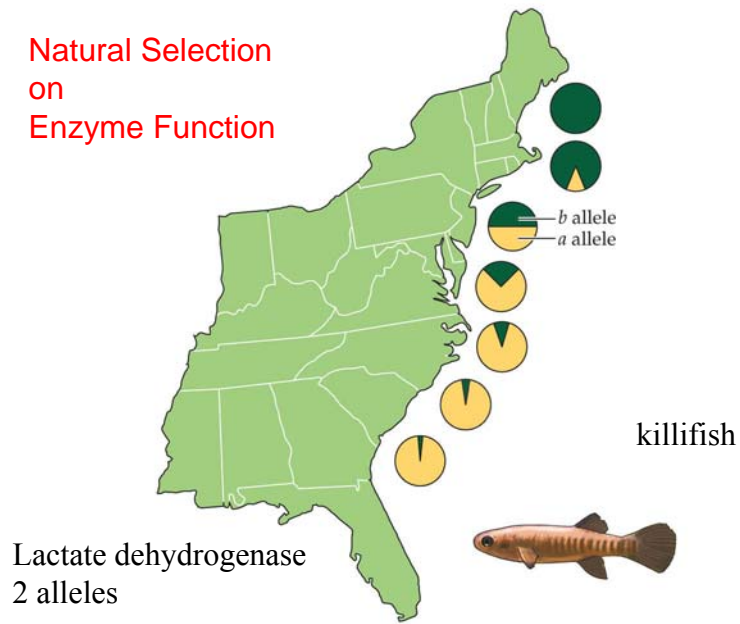 Natural Selection
on
Enzyme Function
b allele
a allele
killifish
Lactate dehydrogenase
2 alleles